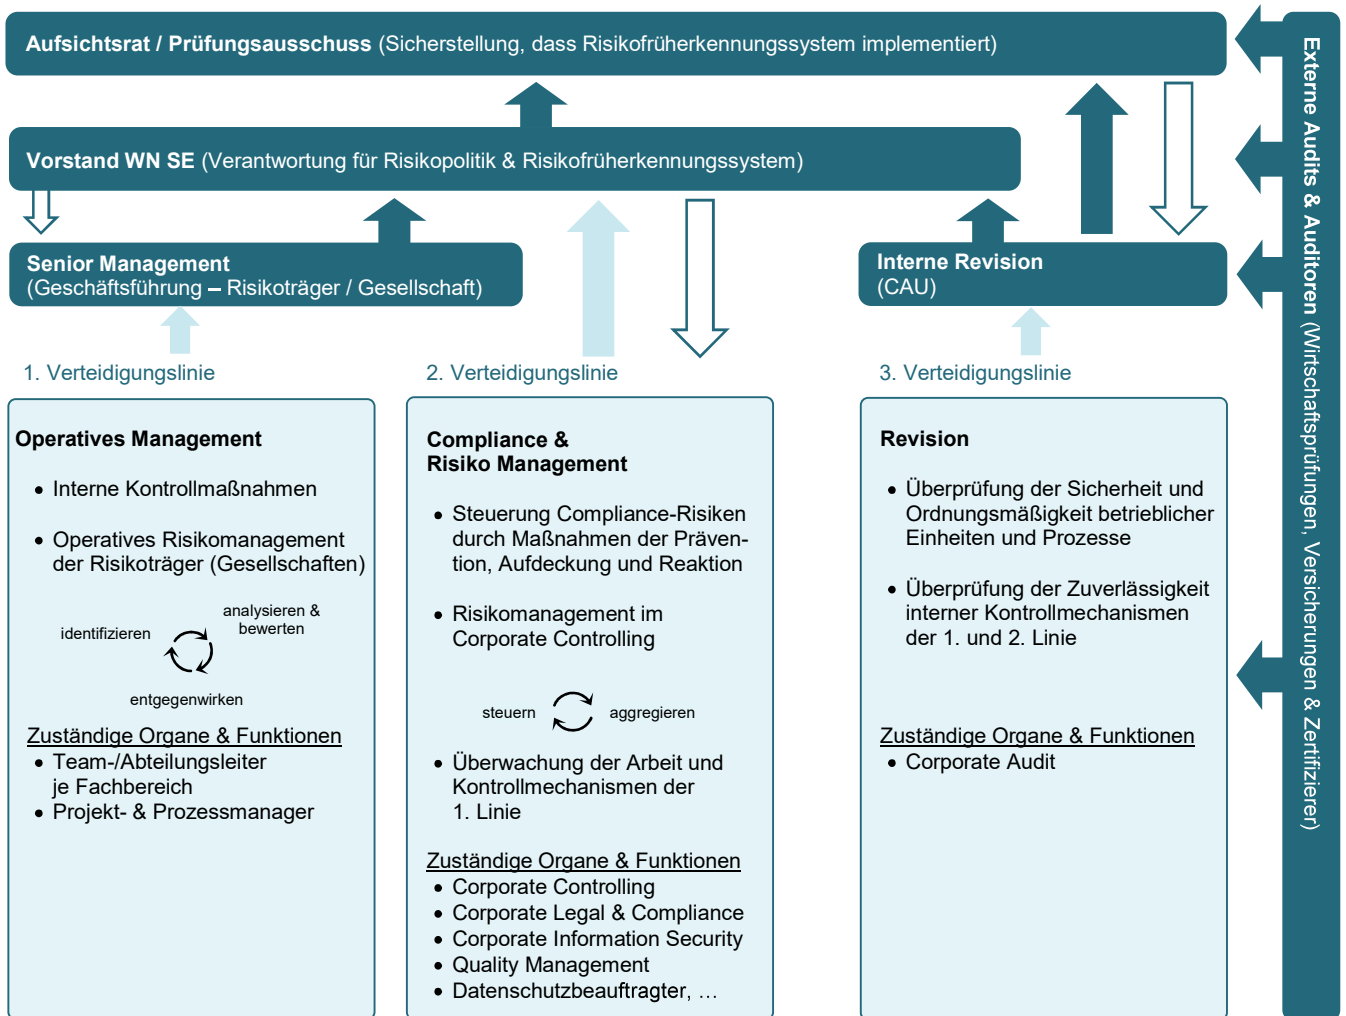 Aufsichtsrat / Prüfungsausschuss (Sicherstellung, dass Risikofrüherkennungssystem implementiert)
Vorstand WN SE (Verantwortung für Risikopolitik & Risikofrüherkennungssystem)
Senior Management
(Geschäftsführung – Risikoträger / Gesellschaft)
Interne Revision
(CAU)
1. Verteidigungslinie
Operatives Management
• Interne Kontrollmaßnahmen
• Operatives Risikomanagement
der Risikoträger (Gesellschaften)
identifizieren
analysieren &
bewerten
entgegenwirken
Zuständige Organe & Funktionen
• Team-/Abteilungsleiter
je Fachbereich
• Projekt- & Prozessmanager
2. Verteidigungslinie
Compliance &
Risiko Management
• Steuerung Compliance-Risiken
durch Maßnahmen der Präven-
tion, Aufdeckung und Reaktion
• Risikomanagement im
Corporate Controlling
steuern
aggregieren
• Überwachung der Arbeit und
Kontrollmechanismen der
1. Linie
Zuständige Organe & Funktionen
• Corporate Controlling
• Corporate Legal & Compliance
• Corporate Information Security
• Quality Management
• Datenschutzbeauftragter, …
3. Verteidigungslinie
Revision
• Überprüfung der Sicherheit und
Ordnungsmäßigkeit betrieblicher
Einheiten und Prozesse
• Überprüfung der Zuverlässigkeit
interner Kontrollmechanismen
der 1. und 2. Linie
Zuständige Organe & Funktionen
• Corporate Audit
Externe Audits & Auditoren (Wirtschaftsprüfungen, Versicherungen & Zertifizierer)